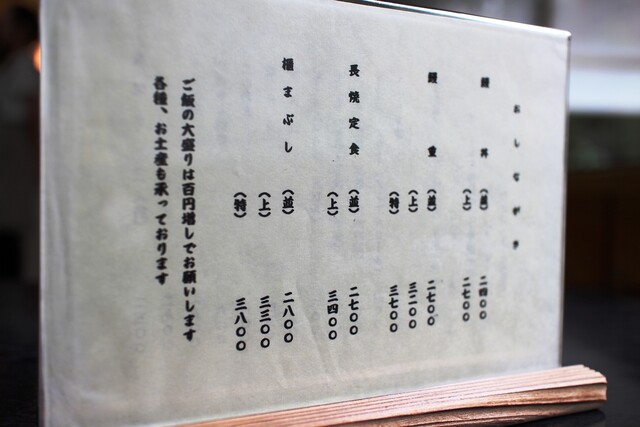 おしながき
鰻丼 (並) 二四〇〇
(上) 二七〇〇
鰻重 (並) 二七〇〇
(上) 三二〇〇
(特) 三七〇〇
長焼定食 (並) 二七〇〇
(上) 三四〇〇
櫃まぶし (並) 二八〇〇
(上) 三三〇〇
(特) 三八〇〇
ご飯の大盛りは百円増しでお願いします
各種、お土産も承っております